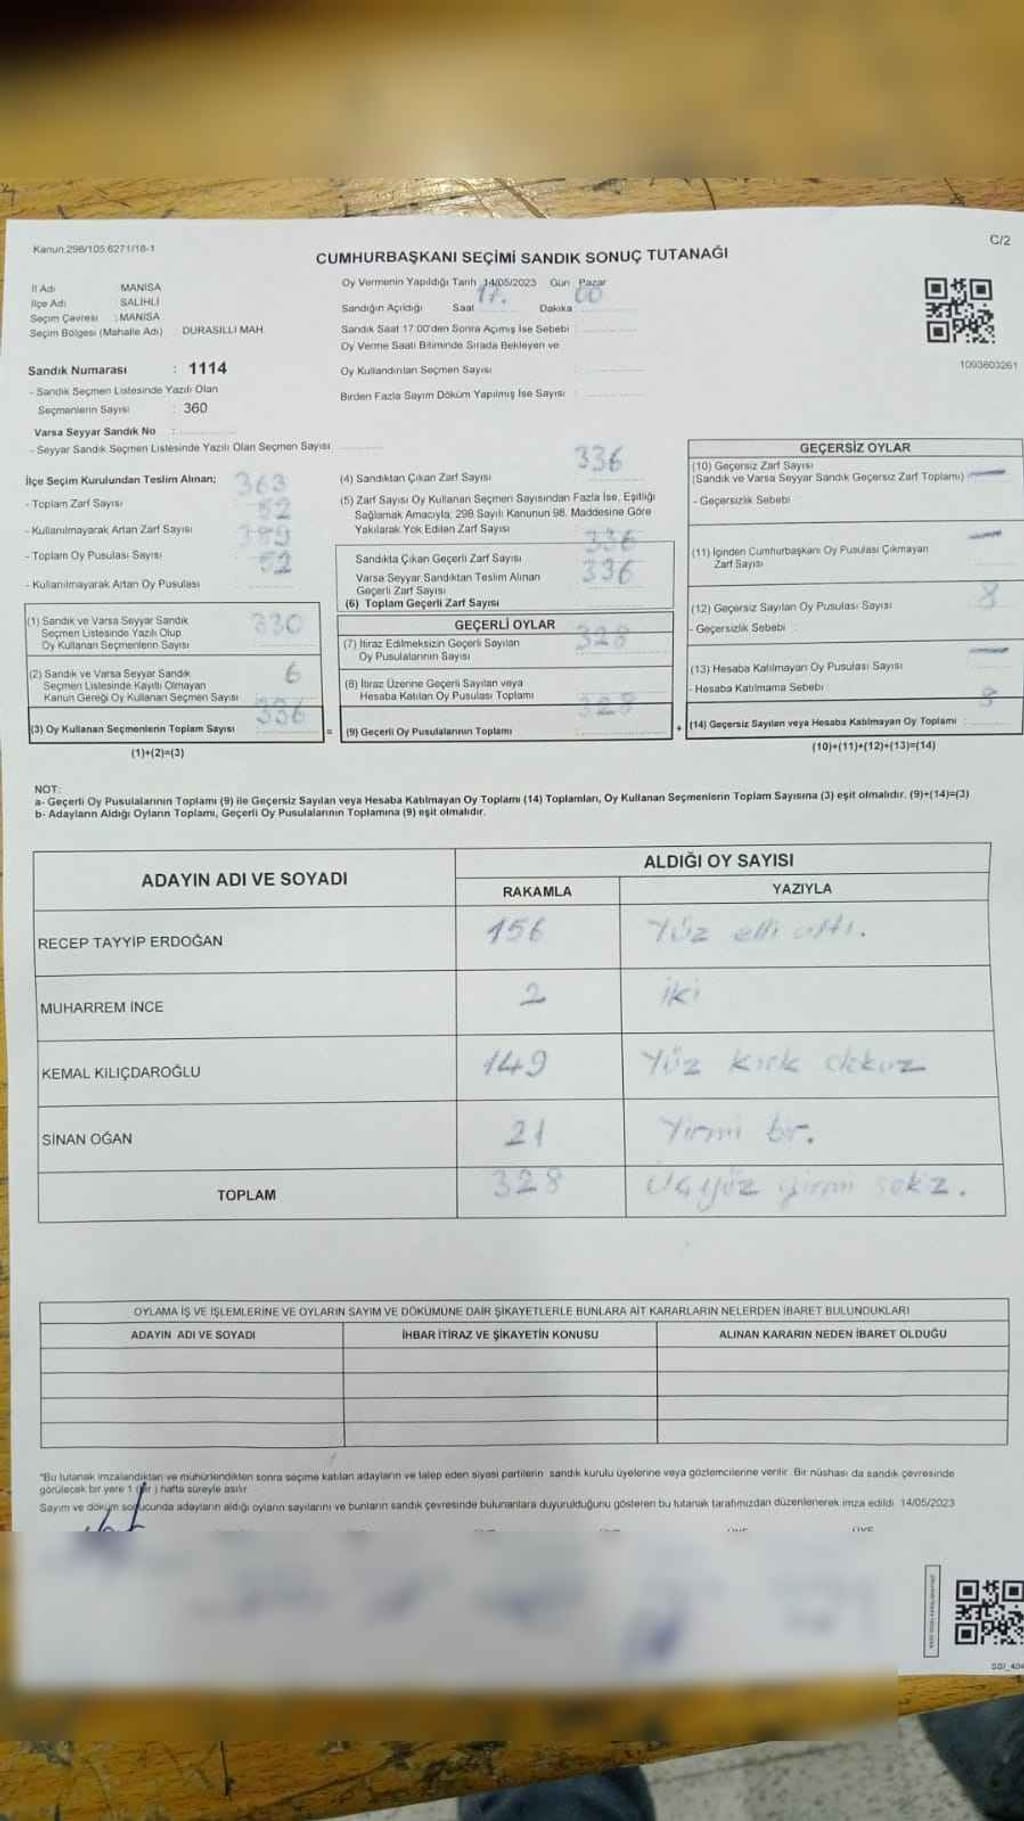 Kanun 298/105 6271/18-1
C/2
CUMHURBAŞKANI SEÇİMİ SANDIK SONUÇ TUTANAĞI
İl Adı MANİSA
İlçe Adı SALİHLİ
Seçim Çevresi : MANİSA
Seçim Bölgesi (Mahalle Adı) : DURASILLI MAH.
Oy Vermenin Yapıldığı Tarih 14/05/2023 Gün Pazar
Sandığın Açıldığı Saat 17. Dakika 00
Sandık Saat 17:00'den Sonra Açılmış İse Sebebi :
Oy Verme Saati Bitiminde Sırada Bekleyen ve
Oy Kullandırılan Seçmen Sayısı :
Birden Fazla Sayım Döküm Yapılmış İse Sayısı :
1093603261
Sandık Numarası : 1114
- Sandık Seçmen Listesinde Yazılı Olan
Seçmenlerin Sayısı : 360
Varsa Seyyar Sandık No :
- Seyyar Sandık Seçmen Listesinde Yazılı Olan Seçmen Sayısı
İlçe Seçim Kurulundan Teslim Alınan;
- Toplam Zarf Sayısı 363
- Kullanılmayarak Artan Zarf Sayısı 52
- Toplam Oy Pusulası Sayısı
- Kullanılmayarak Artan Oy Pusulası 52
(1) Sandık ve Varsa Seyyar Sandık
Seçmen Listesinde Yazılı Olup
Oy Kullanan Seçmenlerin Sayısı 330
(2) Sandık ve Varsa Seyyar Sandık
Seçmen Listesinde Kayıtlı Olmayan
Kanun Gereği Oy Kullanan Seçmen Sayısı 6
(3) Oy Kullanan Seçmenlerin Toplam Sayısı 336
(1)+(2)=(3)
(4) Sandıktan Çıkan Zarf Sayısı 336
(5) Zarf Sayısı Oy Kullanan Seçmen Sayısından Fazla İse, Eşitliği
Sağlamak Amacıyla, 298 Sayılı Kanunun 98. Maddesine Göre
Yakılarak Yok Edilen Zarf Sayısı
Sandıkta Çıkan Geçerli Zarf Sayısı 336
Varsa Seyyar Sandıktan Teslim Alınan
Geçerli Zarf Sayısı
(6) Toplam Geçerli Zarf Sayısı 336
GEÇERLİ OYLAR
(7) İtiraz Edilmeksizin Geçerli Sayılan
Oy Pusulalarının Sayısı 328
(8) İtiraz Üzerine Geçerli Sayılan veya
Hesaba Katılan Oy Pusulası Toplamı
= (9) Geçerli Oy Pusulalarının Toplamı 328
GEÇERSİZ OYLAR
(10) Geçersiz Zarf Sayısı
(Sandık ve Varsa Seyyar Sandık Geçersiz Zarf Toplamı) -
- Geçersizlik Sebebi
(11) İçinden Cumhurbaşkanı Oy Pusulası Çıkmayan
Zarf Sayısı -
(12) Geçersiz Sayılan Oy Pusulası Sayısı 8
- Geçersizlik Sebebi
(13) Hesaba Katılmayan Oy Pusulası Sayısı -
- Hesaba Katılmama Sebebi
+ (14) Geçersiz Sayılan veya Hesaba Katılmayan Oy Toplamı 8
(10)+(11)+(12)+(13)=(14)
NOT:
a- Geçerli Oy Pusulalarının Toplamı (9) ile Geçersiz Sayılan veya Hesaba Katılmayan Oy Toplamı (14) Toplamları, Oy Kullanan Seçmenlerin Toplam Sayısına (3) eşit olmalıdır. (9)+(14)=(3)
b- Adayların Aldığı Oyların Toplamı, Geçerli Oy Pusulalarının Toplamına (9) eşit olmalıdır.
ADAYIN ADI VE SOYADI
ALDIĞI OY SAYISI
RAKAMLA YAZIYLA
RECEP TAYYİP ERDOĞAN 156 Yüz elli altı.
MUHARREM İNCE 2 iki
KEMAL KILIÇDAROĞLU 149 Yüz kırk dokuz
SİNAN OĞAN 21 Yirmi bir.
TOPLAM 328 Üçyüz yirmi sekiz.
OYLAMA İŞ VE İŞLEMLERİNE VE OYLARIN SAYIM VE DÖKÜMÜNE DAİR ŞİKAYETLERLE BUNLARA AİT KARARLARIN NELERDEN İBARET BULUNDUKLARI
ADAYIN ADI VE SOYADI İHBAR İTİRAZ VE ŞİKAYETİN KONUSU ALINAN KARARIN NEDEN İBARET OLDUĞU
"Bu tutanak imzalandıktan ve mühürlendikten sonra seçime katılan adayların ve talep eden siyasi partilerin sandık kurulu üyelerine veya gözlemcilerine verilir. Bir nüshası da sandık çevresinde
görülecek bir yere 1 (bir) hafta süreyle asılır.
Sayım ve döküm sonucunda adayların aldığı oyların sayılarını ve bunların sandık çevresinde bulunanlara duyurulduğunu gösteren bu tutanak tarafımızdan düzenlenerek imza edildi 14/05/2023